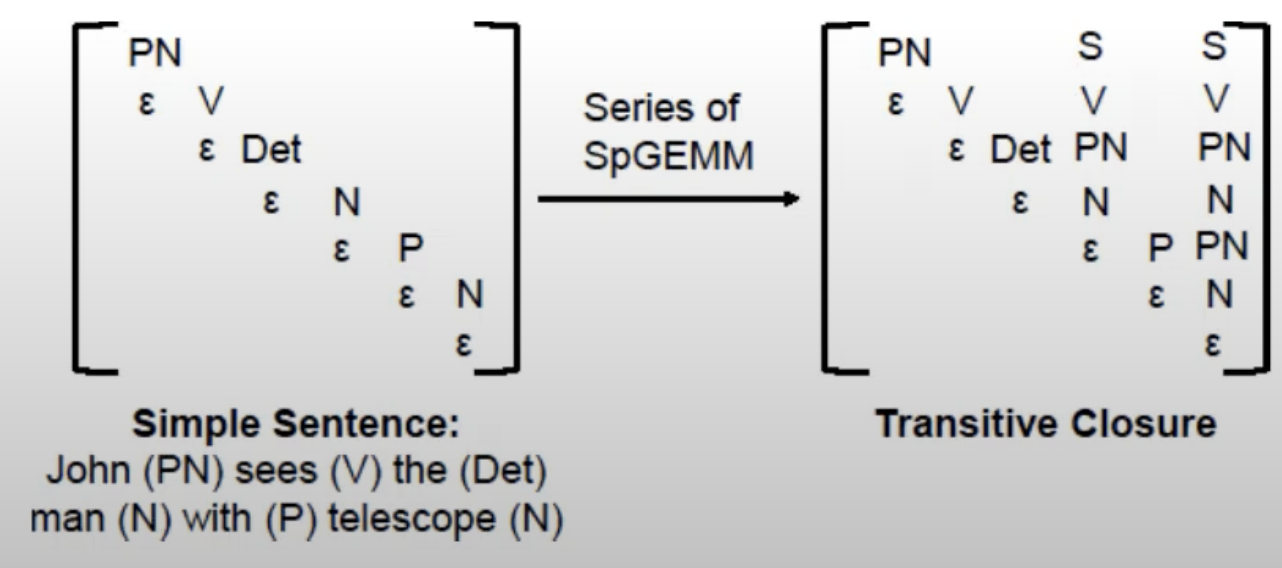 PN S S
PN
ε V
ε V V V
Series of
SpGEMM
ε Det
ε Det PN PN
ε N
ε N N
ε P
ε P PN
ε N
ε N
ε
ε
Simple Sentence:
John (PN) sees (V) the (Det)
man (N) with (P) telescope (N)
Transitive Closure